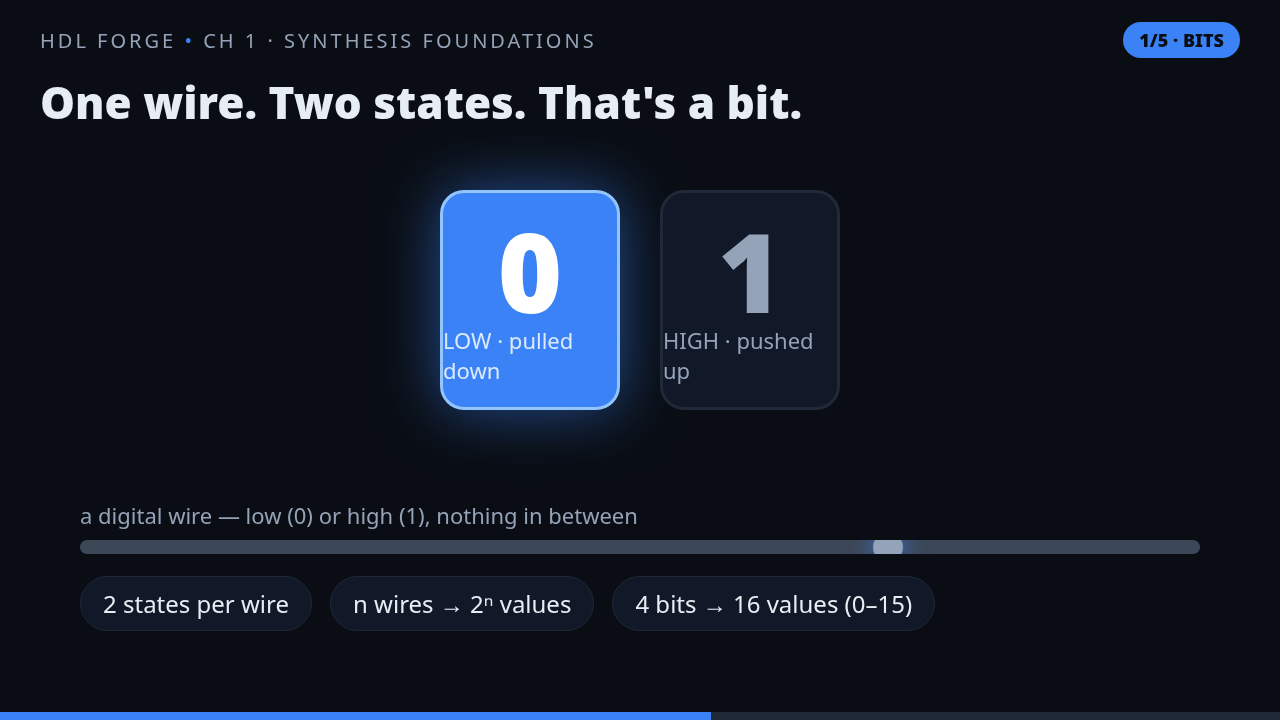 HDL FORGE • CH 1 · SYNTHESIS FOUNDATIONS
1/5 · BITS
One wire. Two states. That's a bit.
0
LOW · pulled
down
1
HIGH · pushed
up
a digital wire — low (0) or high (1), nothing in between
2 states per wire
n wires → 2ⁿ values
4 bits → 16 values (0–15)